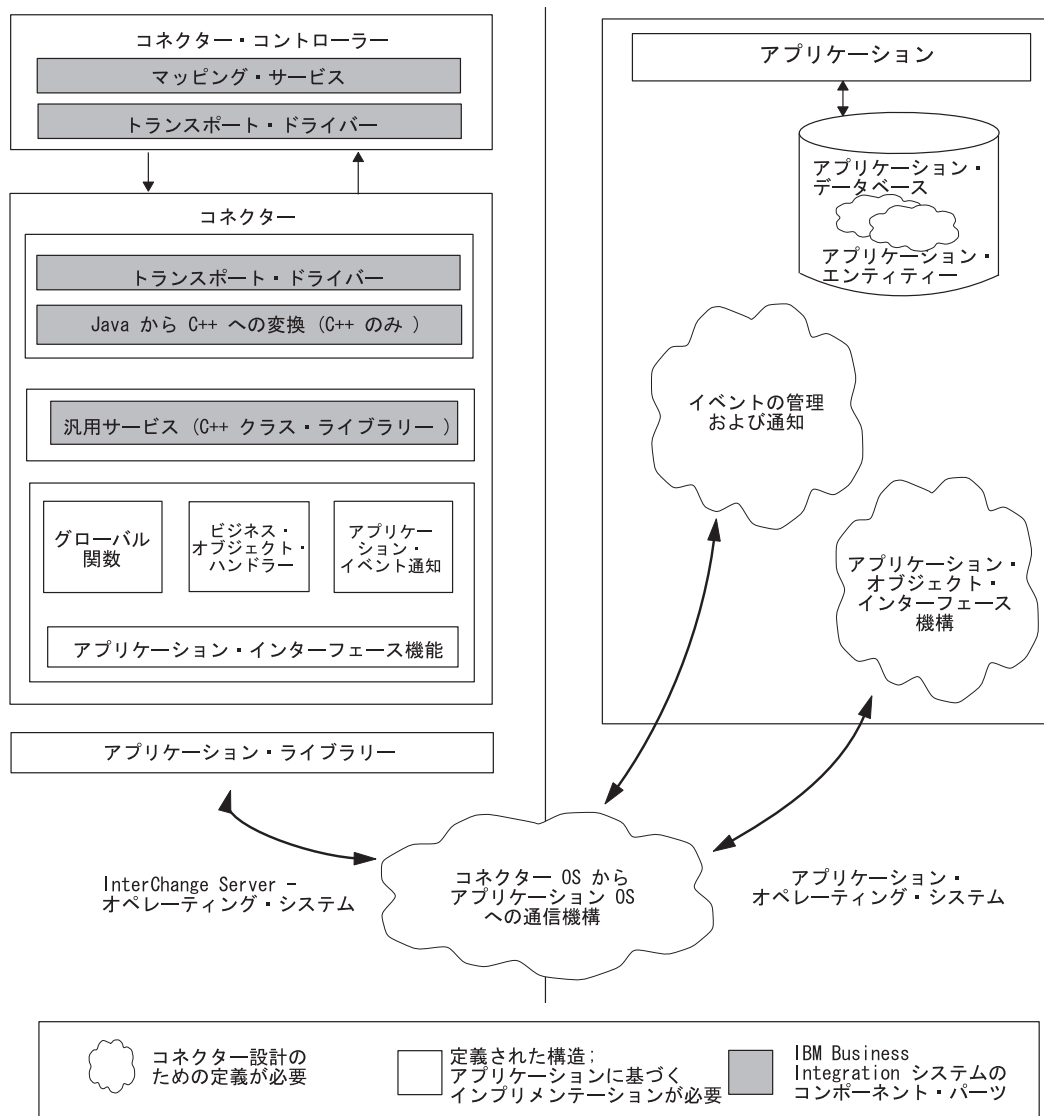 コネクター・コントローラー
マッピング・サービス
トランスポート・ドライバー
コネクター
トランスポート・ドライバー
Java から C++ への変換 (C++ のみ )
汎用サービス (C++ クラス・ライブラリー )
グローバル
関数
ビジネス・
オブジェクト・
ハンドラー
アプリケー
ション・
イベント通知
アプリケーション・インターフェース機能
アプリケーション・ライブラリー
InterChange Server −
オペレーティング・システム
アプリケーション
アプリケーション・
データベース
アプリケーション・
エンティティー
イベントの管理
および通知
アプリケーション・
オブジェクト・
インターフェース
機構
コネクター OS から
アプリケーション OS
への通信機構
アプリケーション・
オペレーティング・システム
コネクター設計の
ための定義が必要
定義された構造;
アプリケーションに基づく
インプリメンテーションが必要
IBM Business
Integration システムの
コンポーネント・パーツ